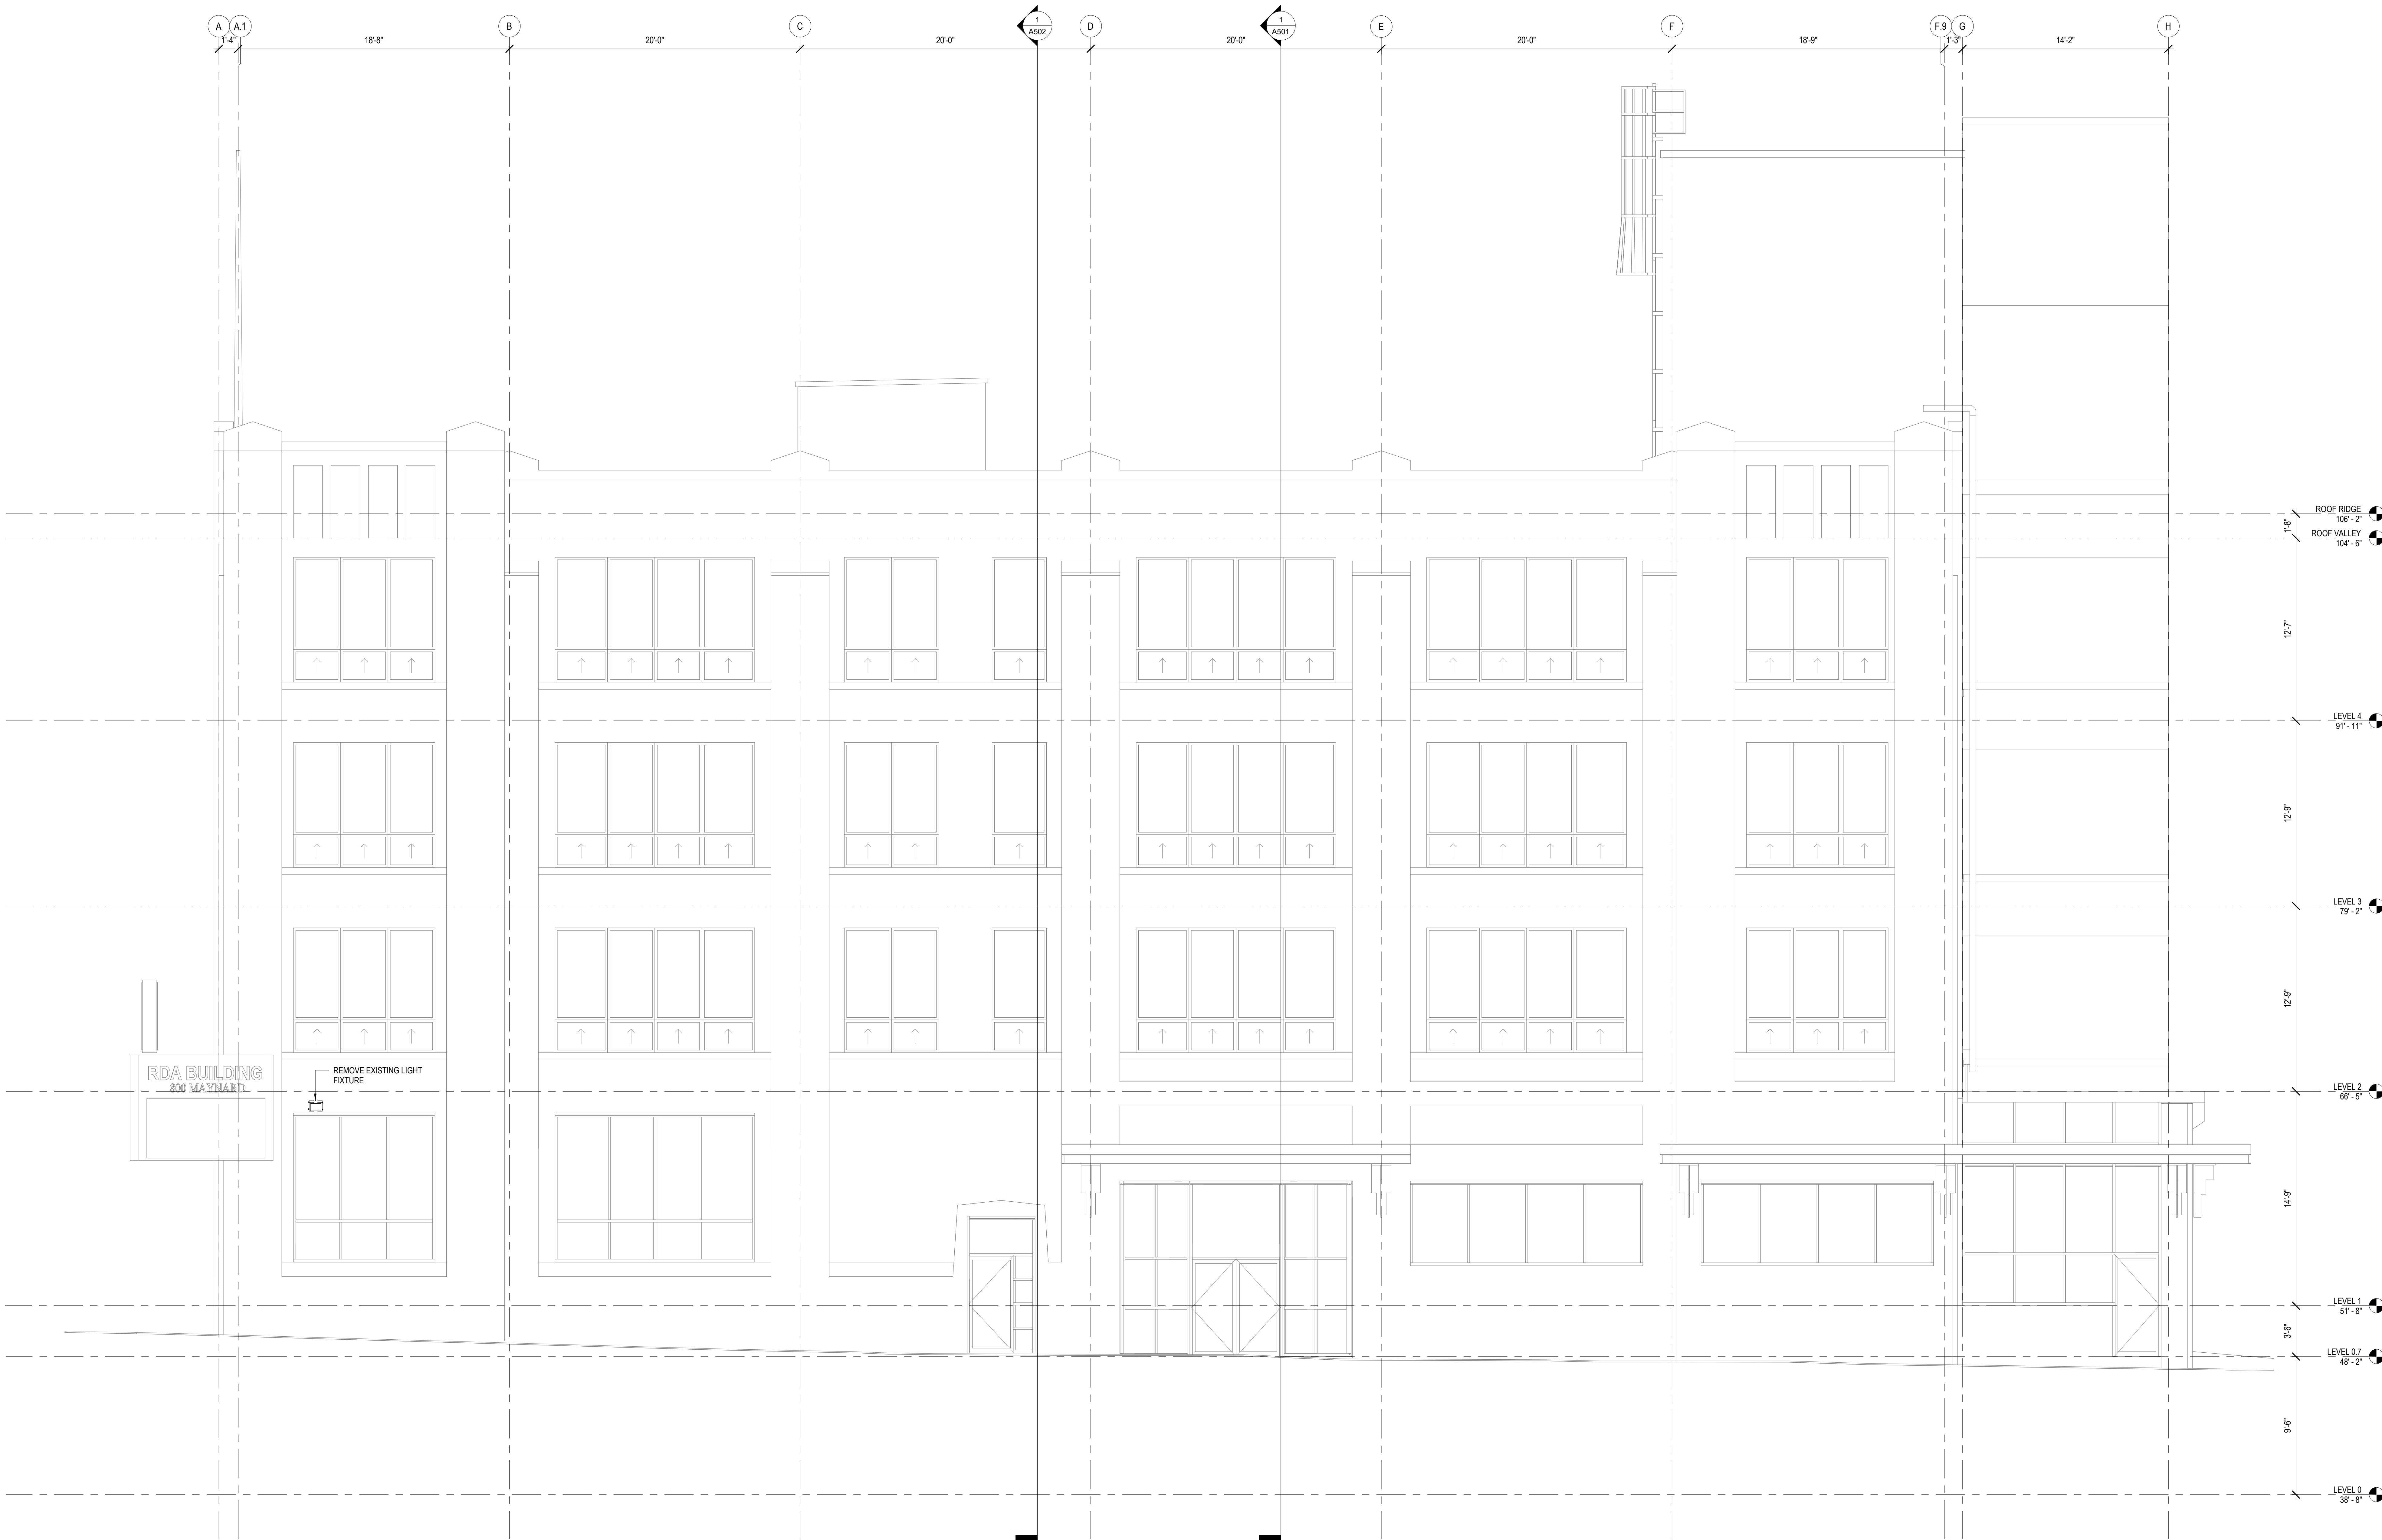 A
A.1
B
C
1
A502
D
1
A501
E
F
F.9
G
H
1'-4"
18'-8"
20'-0"
20'-0"
20'-0"
20'-0"
18'-9"
1'-3"
14'-2"
ROOF RIDGE
106' - 2"
1'-8"
ROOF VALLEY
104' - 6"
12'-7"
LEVEL 4
91' - 11"
12'-9"
LEVEL 3
79' - 2"
12'-9"
RDA BUILDING
800 MAYNARD
REMOVE EXISTING LIGHT
FIXTURE
LEVEL 2
66' - 5"
14'-9"
LEVEL 1
51' - 8"
3'-6"
LEVEL 0.7
48' - 2"
9'-6"
LEVEL 0
38' - 8"